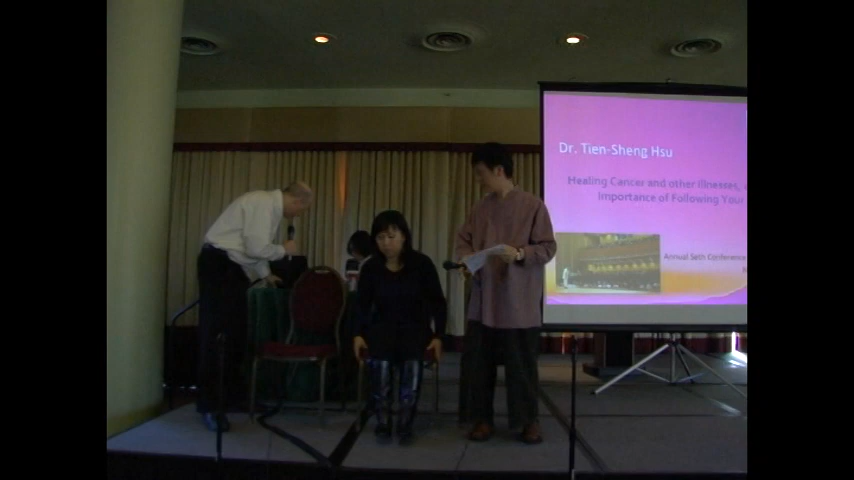 Dr. Tien-Sheng Hsu
Healing Cancer and other Illnesses,
Importance of Following Your
Annual Seth Conference